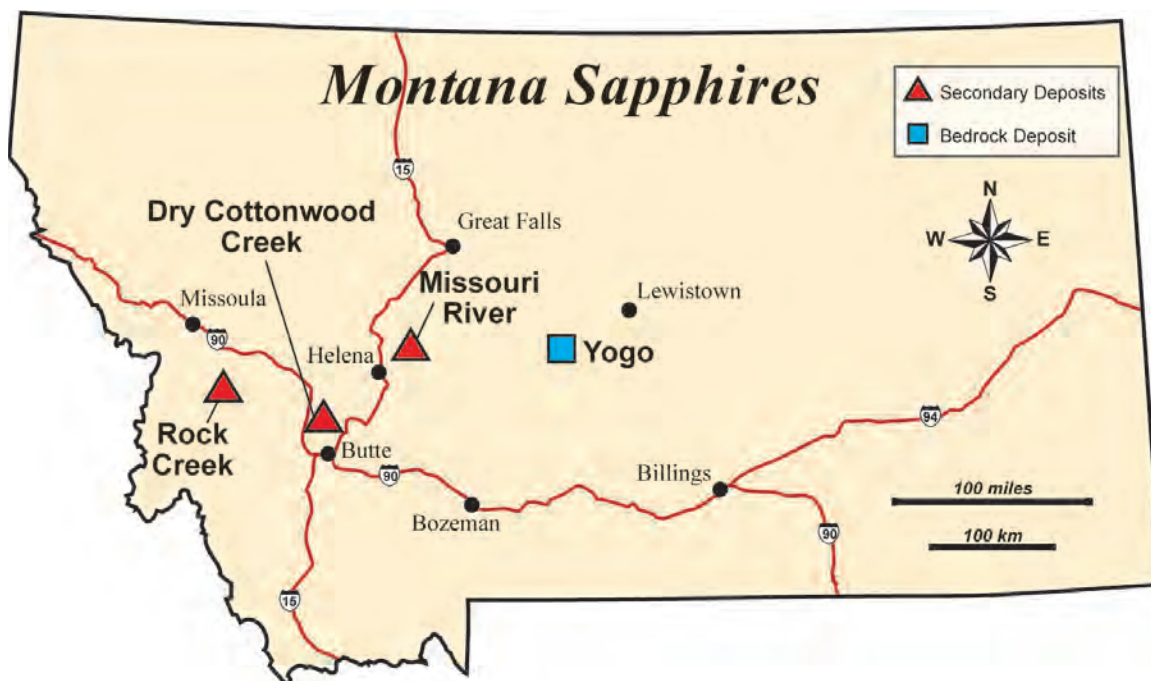 Montana Sapphires
Secondary Deposits
Bedrock Deposit
N
W E
S
15
Great Falls
Dry Cottonwood
Creek
Missouri
River
Lewistown
Missoula
90
Helena
Yogo
Rock
Creek
Butte
90
Bozeman
Billings
94
90
15
100 miles
100 km